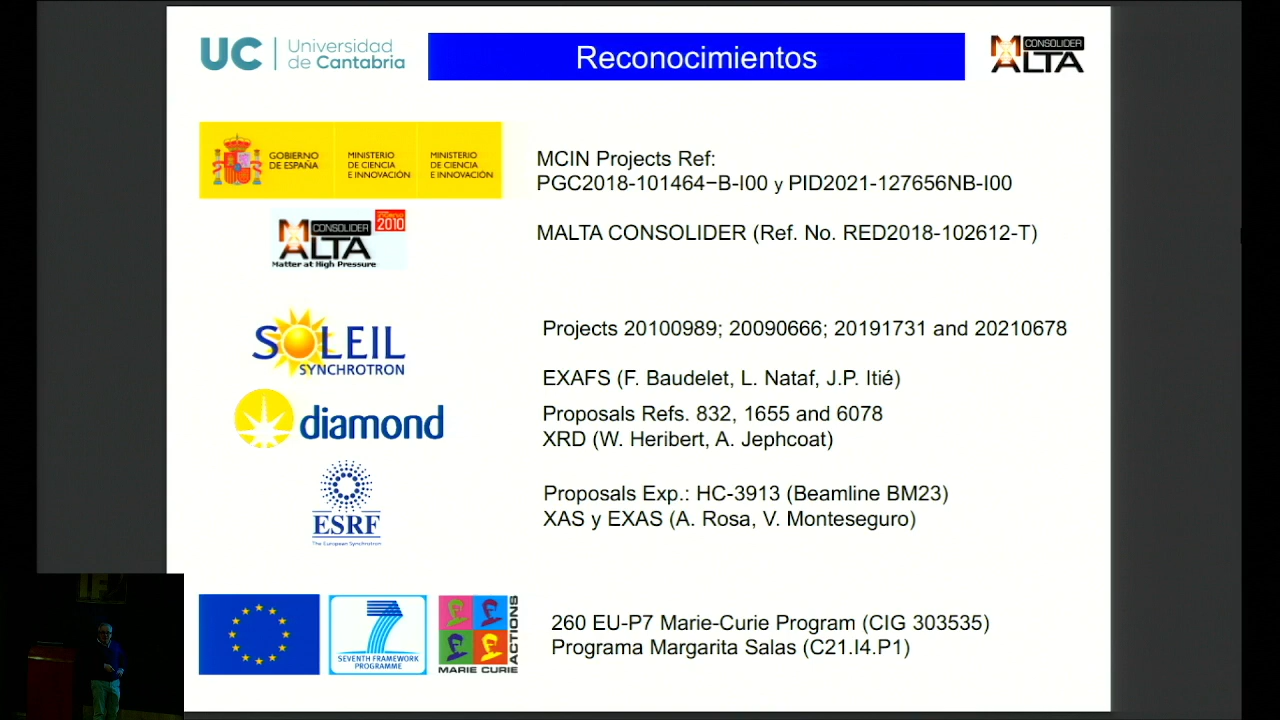 UC Universidad de Cantabria
Reconocimientos
CONSOLIDER
MALTA
GOBIERNO DE ESPAÑA
MINISTERIO DE CIENCIA E INNOVACIÓN
MINISTERIO DE CIENCIA E INNOVACIÓN
MCIN Projects Ref:
PGC2018-101464−B-I00 y PID2021-127656NB-I00
CONSOLIDER
2010
MALTA
Matter at High Pressure
MALTA CONSOLIDER (Ref. No. RED2018-102612-T)
SOLEIL
SYNCHROTRON
Projects 20100989; 20090666; 20191731 and 20210678
EXAFS (F. Baudelet, L. Nataf, J.P. Itié)
diamond
Proposals Refs. 832, 1655 and 6078
XRD (W. Heribert, A. Jephcoat)
ESRF
The European Synchrotron
Proposals Exp.: HC-3913 (Beamline BM23)
XAS y EXAS (A. Rosa, V. Monteseguro)
7
SEVENTH FRAMEWORK
PROGRAMME
MARIE CURIE
ACTIONS
260 EU-P7 Marie-Curie Program (CIG 303535)
Programa Margarita Salas (C21.I4.P1)
IF